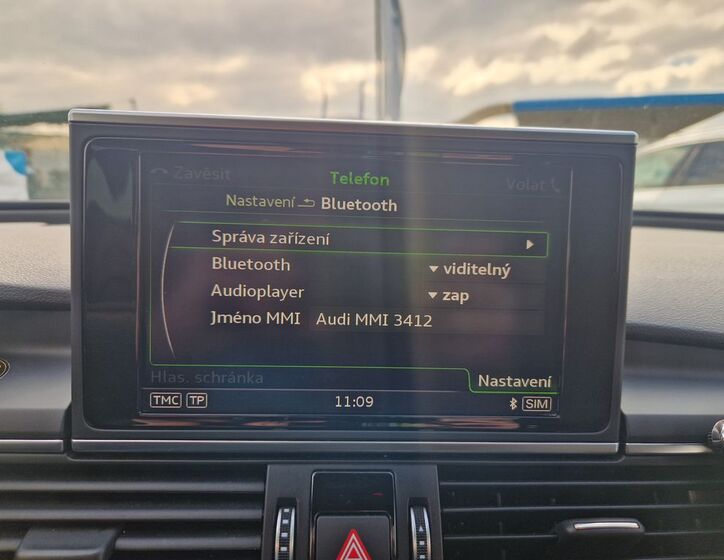 Zavěsit
Telefon
Volat
Nastavení Bluetooth
Správa zařízení
Bluetooth viditelný
Audioplayer zap
Jméno MMI Audi MMI 3412
Hlas. schránka
Nastavení
TMC TP 11:09 SIM